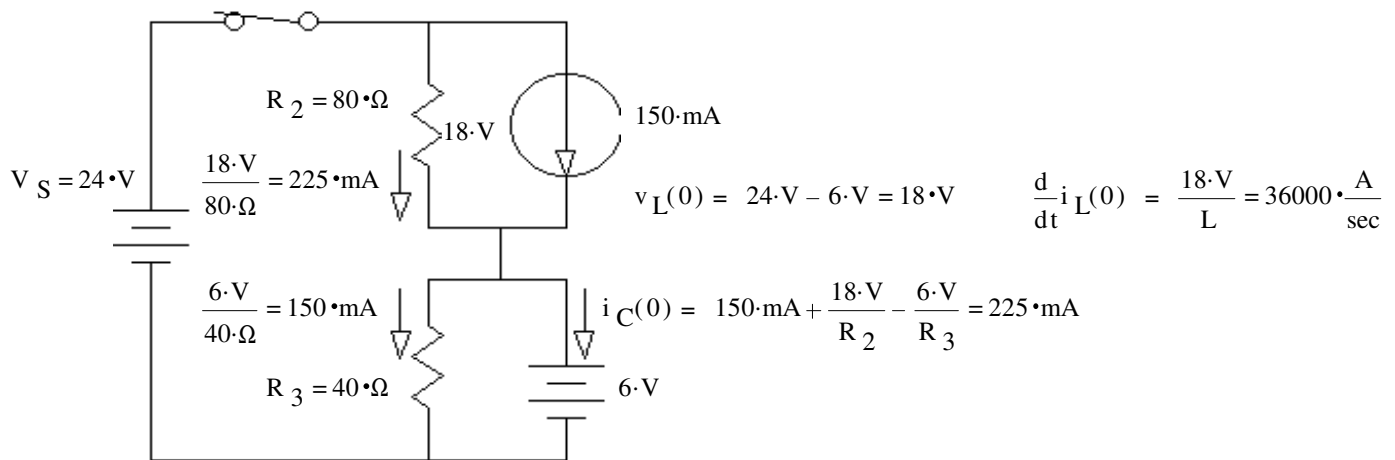 R 2 = 80•Ω
18·V
150·mA
V S = 24•V
18·V / 80·Ω = 225•mA
v L(0) = 24·V − 6·V = 18•V
d/dt i L(0) = 18·V / L = 36000• A/sec
6·V / 40·Ω = 150•mA
i C(0) = 150·mA + 18·V / R 2 − 6·V / R 3 = 225•mA
R 3 = 40•Ω
6·V